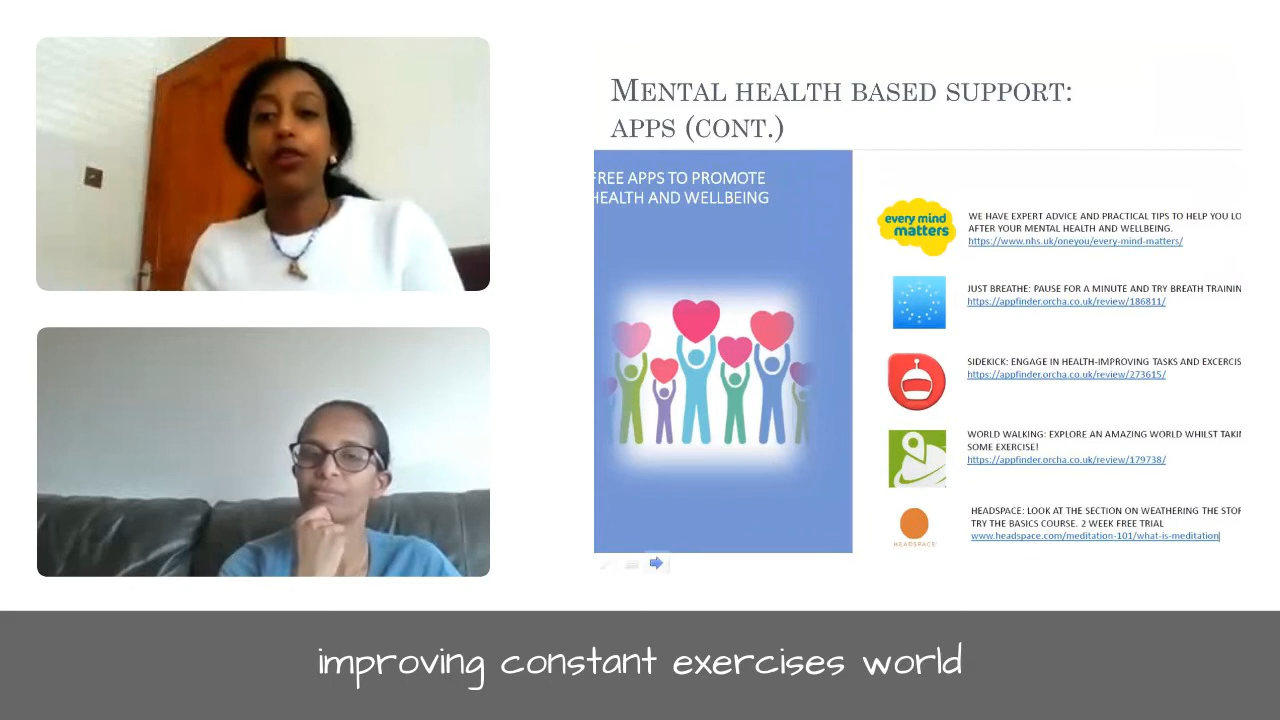 MENTAL HEALTH BASED SUPPORT:
APPS (CONT.)
FREE APPS TO PROMOTE
HEALTH AND WELLBEING
every mind
matters
WE HAVE EXPERT ADVICE AND PRACTICAL TIPS TO HELP YOU LO
AFTER YOUR MENTAL HEALTH AND WELLBEING.
https://www.nhs.uk/oneyou/every-mind-matters/
JUST BREATHE: PAUSE FOR A MINUTE AND TRY BREATH TRAININ
https://appfinder.orcha.co.uk/review/186811/
SIDEKICK: ENGAGE IN HEALTH-IMPROVING TASKS AND EXCERCIS
https://appfinder.orcha.co.uk/review/273615/
WORLD WALKING: EXPLORE AN AMAZING WORLD WHILST TAKIN
SOME EXERCISE!
https://appfinder.orcha.co.uk/review/179738/
HEADSPACE: LOOK AT THE SECTION ON WEATHERING THE STOR
TRY THE BASICS COURSE. 2 WEEK FREE TRIAL
www.headspace.com/meditation-101/what-is-meditation
HEADSPACE
improving constant exercises world